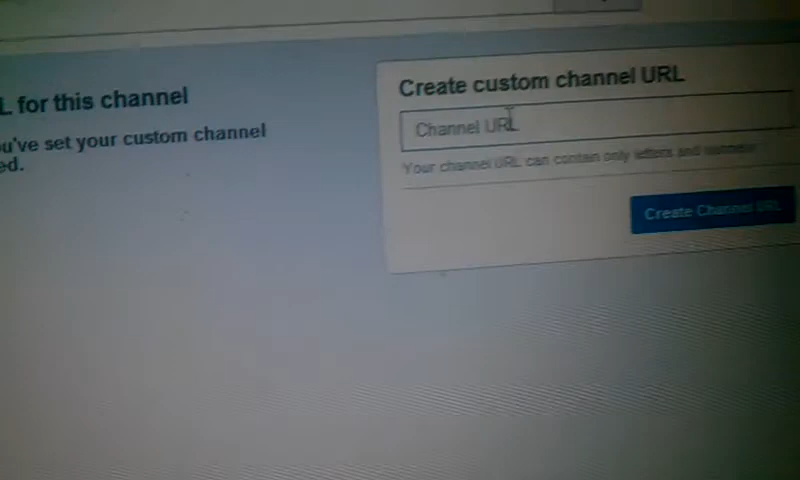 L for this channel
u've set your custom channel
ed.
Create custom channel URL
Channel URL
Your channel URL can contain only letters and numbers
Create Channel URL